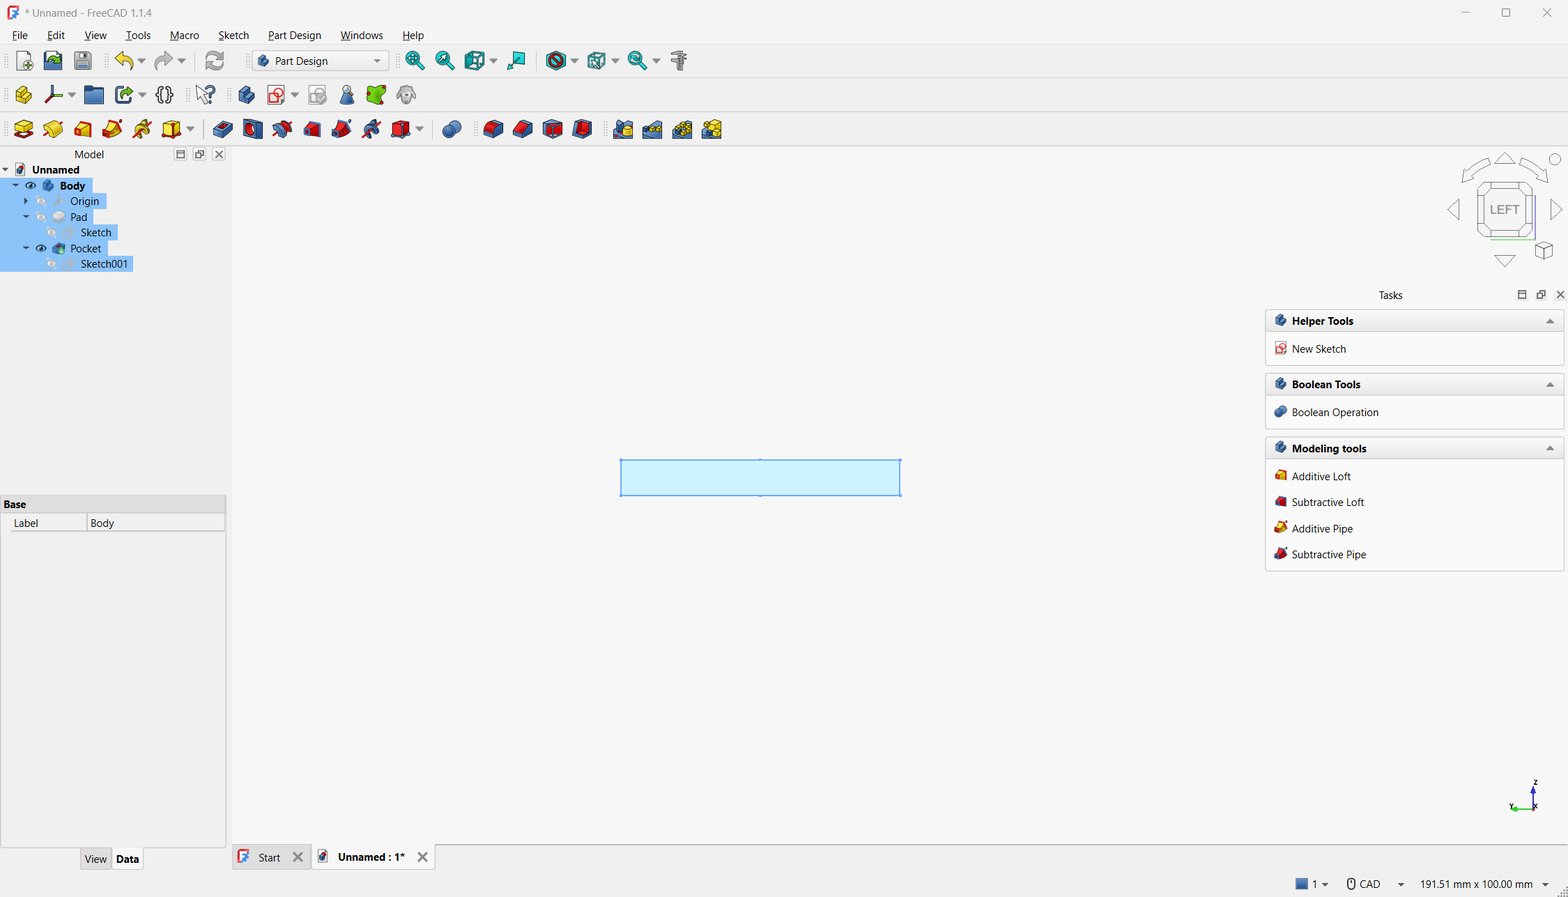 * Unnamed - FreeCAD 1.1.4
File Edit View Tools Macro Sketch Part Design Windows Help
Part Design
Model
Unnamed
Body
Origin
Pad
Sketch
Pocket
Sketch001
LEFT
Tasks
Helper Tools
New Sketch
Boolean Tools
Boolean Operation
Modeling tools
Additive Loft
Subtractive Loft
Additive Pipe
Subtractive Pipe
Base
Label Body
Z
Y X
View Data
Start Unnamed : 1*
1 CAD 191.51 mm x 100.00 mm